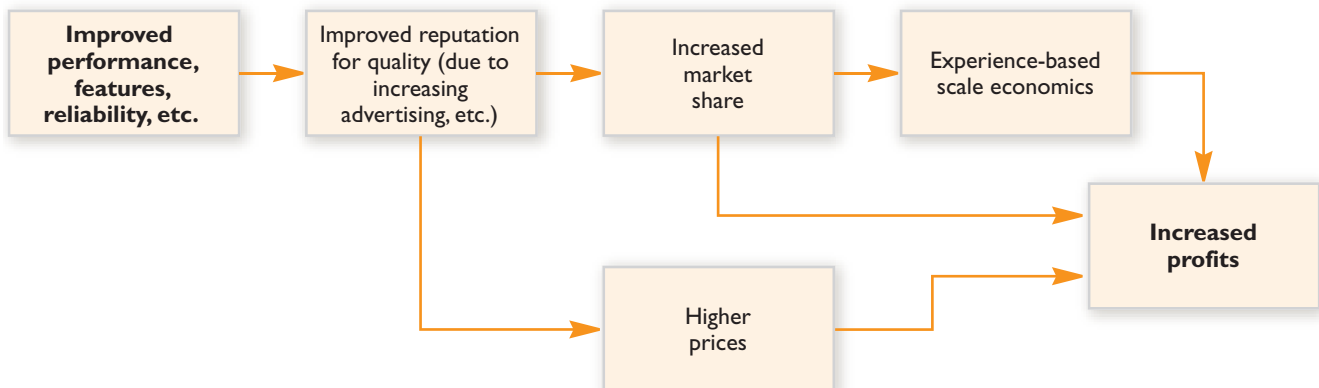 Improved
performance,
features,
reliability, etc.
Improved reputation
for quality (due to
increasing
advertising, etc.)
Increased
market
share
Experience-based
scale economics
Increased
profits
Higher
prices